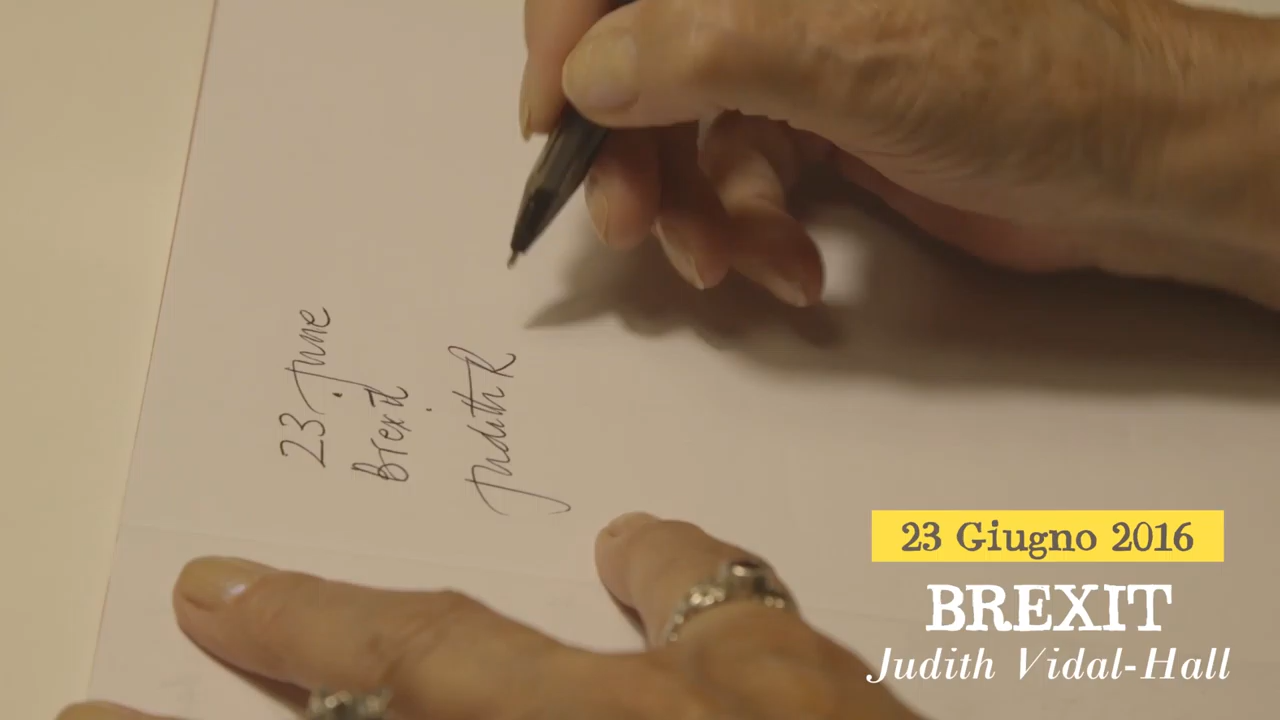 23 June
Brexit
Judith R
23 Giugno 2016
BREXIT
Judith Vidal-Hall